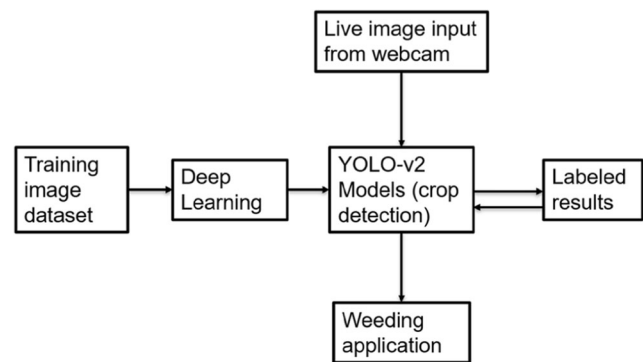 Live image input
from webcam
Training
image
dataset
Deep
Learning
YOLO-v2
Models (crop
detection)
Labeled
results
Weeding
application